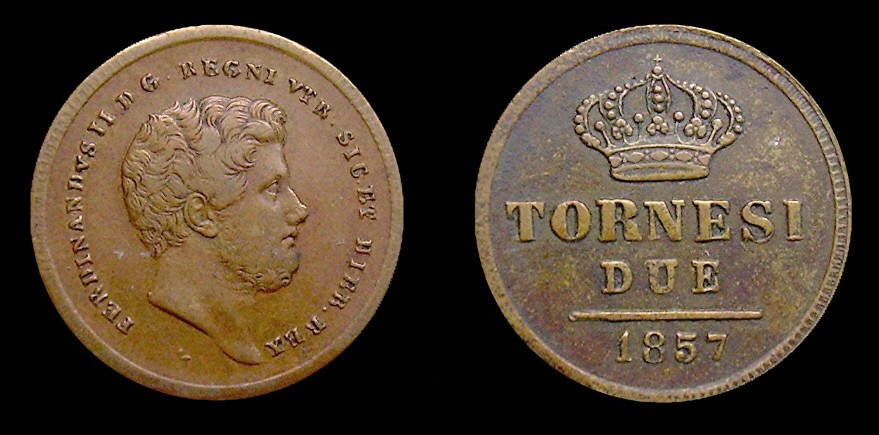 FERDINANDVS II D G · REGNI VTR · SIC. ET HIER. REX
TORNESI
DUE
1857